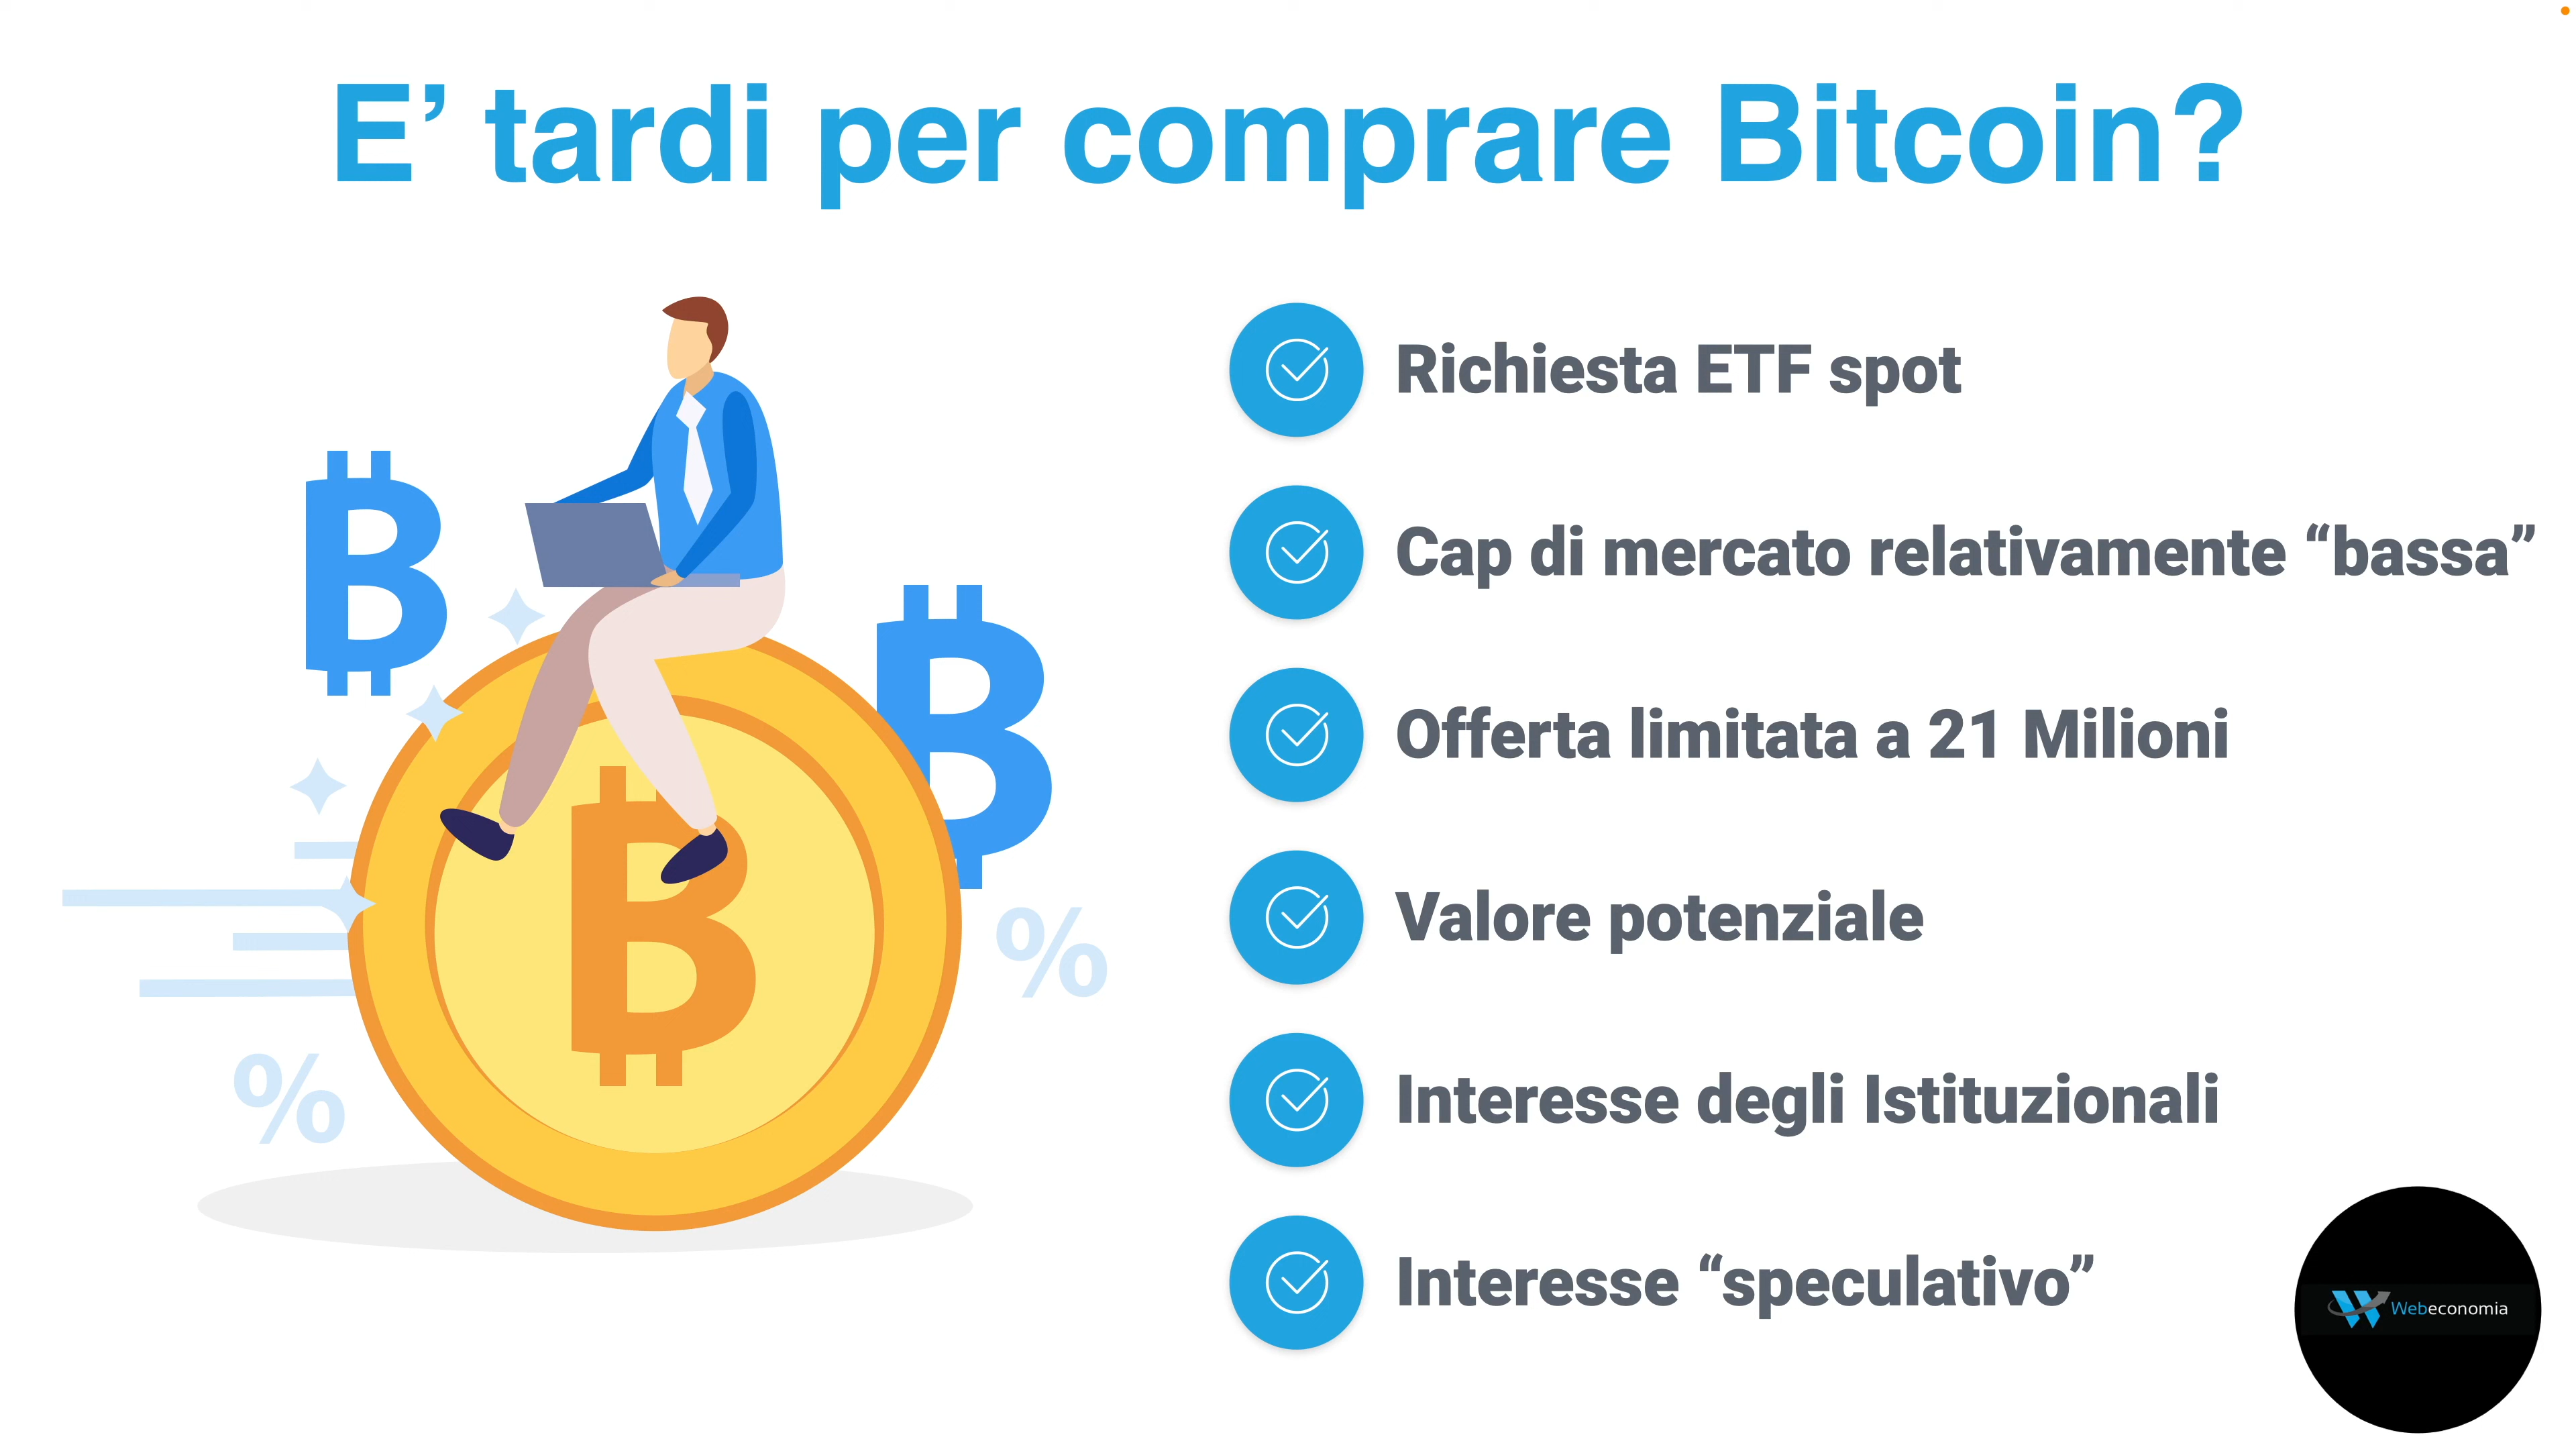 E’ tardi per comprare Bitcoin?
Richiesta ETF spot
Cap di mercato relativamente “bassa”
Offerta limitata a 21 Milioni
Valore potenziale
Interesse degli Istituzionali
Interesse “speculativo”
%
%
Webeconomia